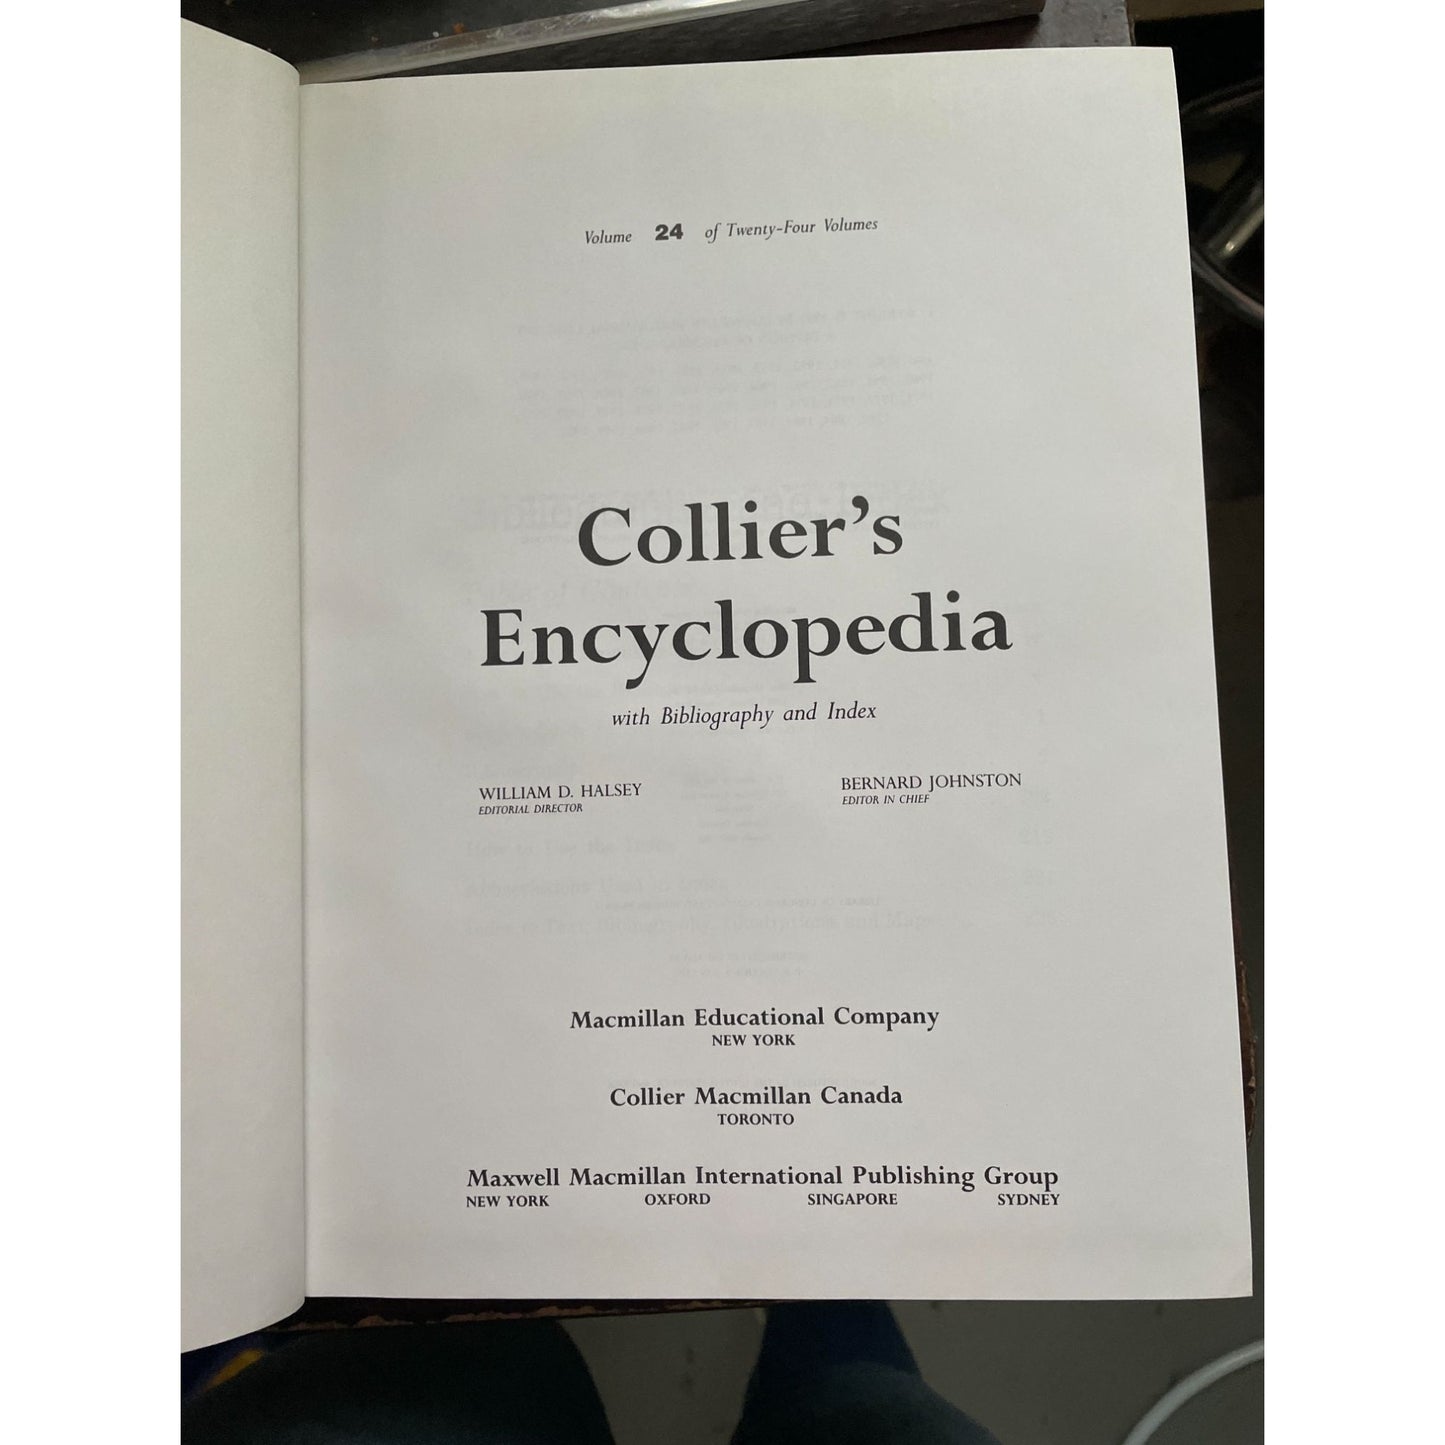 Volume 24 of Twenty-Four Volumes
Collier's
Encyclopedia
with Bibliography and Index
WILLIAM D. HALSEY
EDITORIAL DIRECTOR
BERNARD JOHNSTON
EDITOR IN CHIEF
Macmillan Educational Company
NEW YORK
Collier Macmillan Canada
TORONTO
Maxwell Macmillan International Publishing Group
NEW YORK OXFORD SINGAPORE SYDNEY